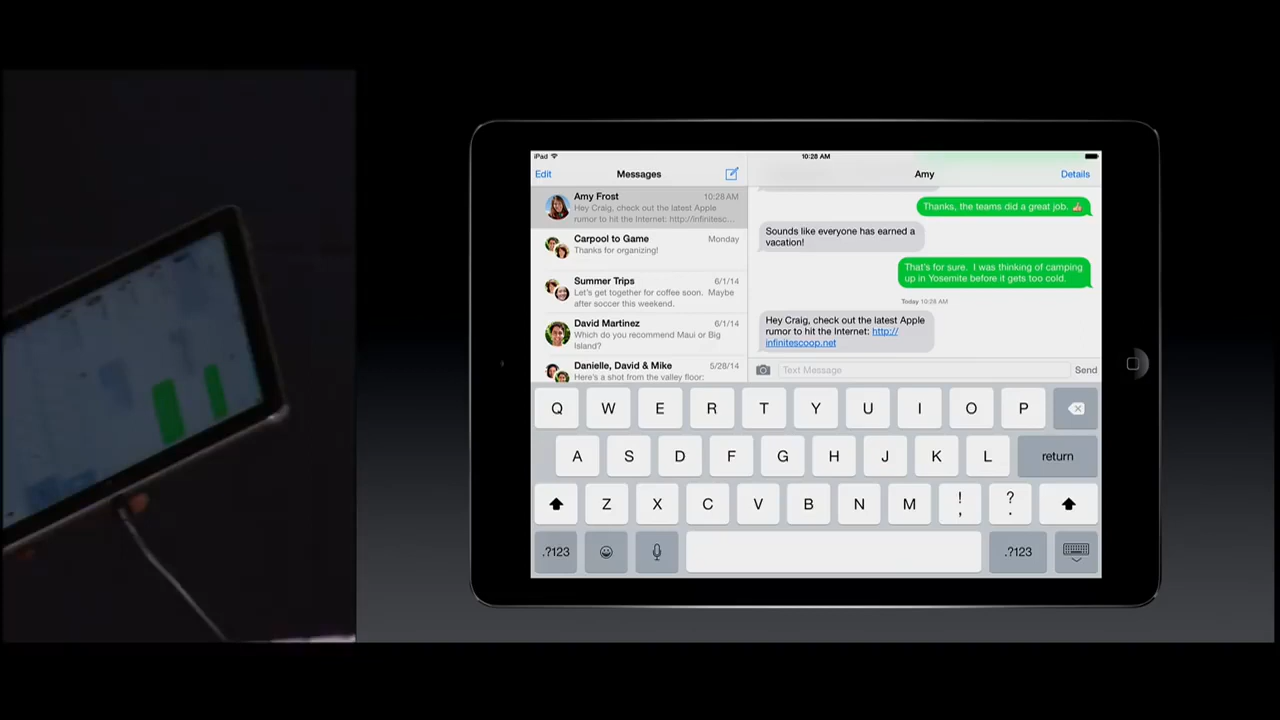 iPad
10:28 AM
Edit
Messages
Amy Frost
10:28 AM
Hey Craig, check out the latest Apple
rumor to hit the Internet: http://infinitesc...
Carpool to Game
Monday
Thanks for organizing!
Summer Trips
6/1/14
Let's get together for coffee soon. Maybe
after soccer this weekend.
David Martinez
6/1/14
Which do you recommend Maui or Big
Island?
Danielle, David & Mike
5/28/14
Here's a shot from the valley floor:
Amy
Details
Thanks, the teams did a great job. 👍
Sounds like everyone has earned a
vacation!
That's for sure. I was thinking of camping
up in Yosemite before it gets too cold.
Today 10:28 AM
Hey Craig, check out the latest Apple
rumor to hit the Internet: http://
infinitescoop.net
Text Message
Send
Q W E R T Y U I O P
A S D F G H J K L return
Z X C V B N M ! , ? .
.?123 .?123